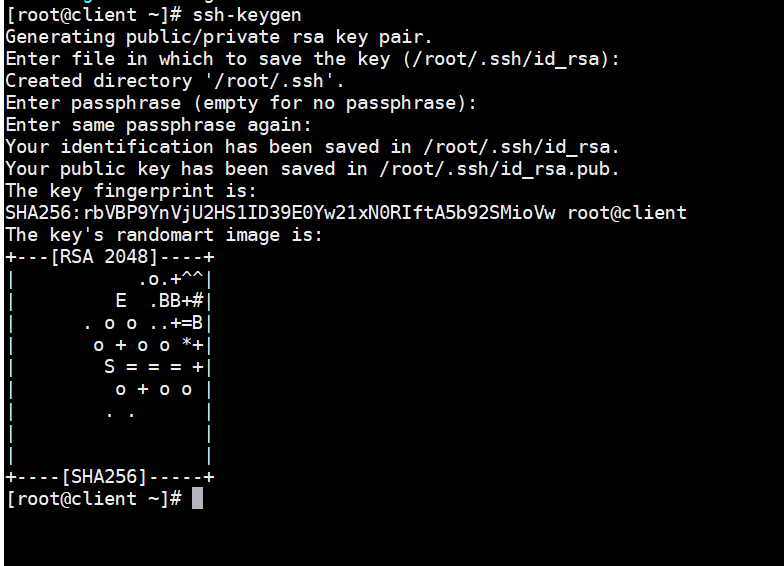 [root@client ~]# ssh-keygen
Generating public/private rsa key pair.
Enter file in which to save the key (/root/.ssh/id_rsa):
Created directory '/root/.ssh'.
Enter passphrase (empty for no passphrase):
Enter same passphrase again:
Your identification has been saved in /root/.ssh/id_rsa.
Your public key has been saved in /root/.ssh/id_rsa.pub.
The key fingerprint is:
SHA256:rbVBP9YnVjU2HS1ID39E0Yw21xN0RIftA5b92SMioVw root@client
The key's randomart image is:
+---[RSA 2048]----+
|           .o.+^^|
|         E  .BB+#|
|      . o o ..+=B|
|       o + o o *+|
|        S = = = +|
|         o + o o |
|        . .      |
|                 |
|                 |
+----[SHA256]-----+
[root@client ~]#